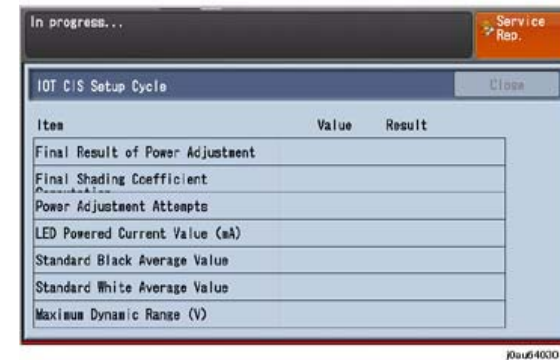 In progress...
Service
Rep.
IOT CIS Setup Cycle
Close
Item Value Result
Final Result of Power Adjustment
Final Shading Coefficient
Computation
Power Adjustment Attempts
LED Powered Current Value (mA)
Standard Black Average Value
Standard White Average Value
Maximum Dynamic Range (V)
j0au64030